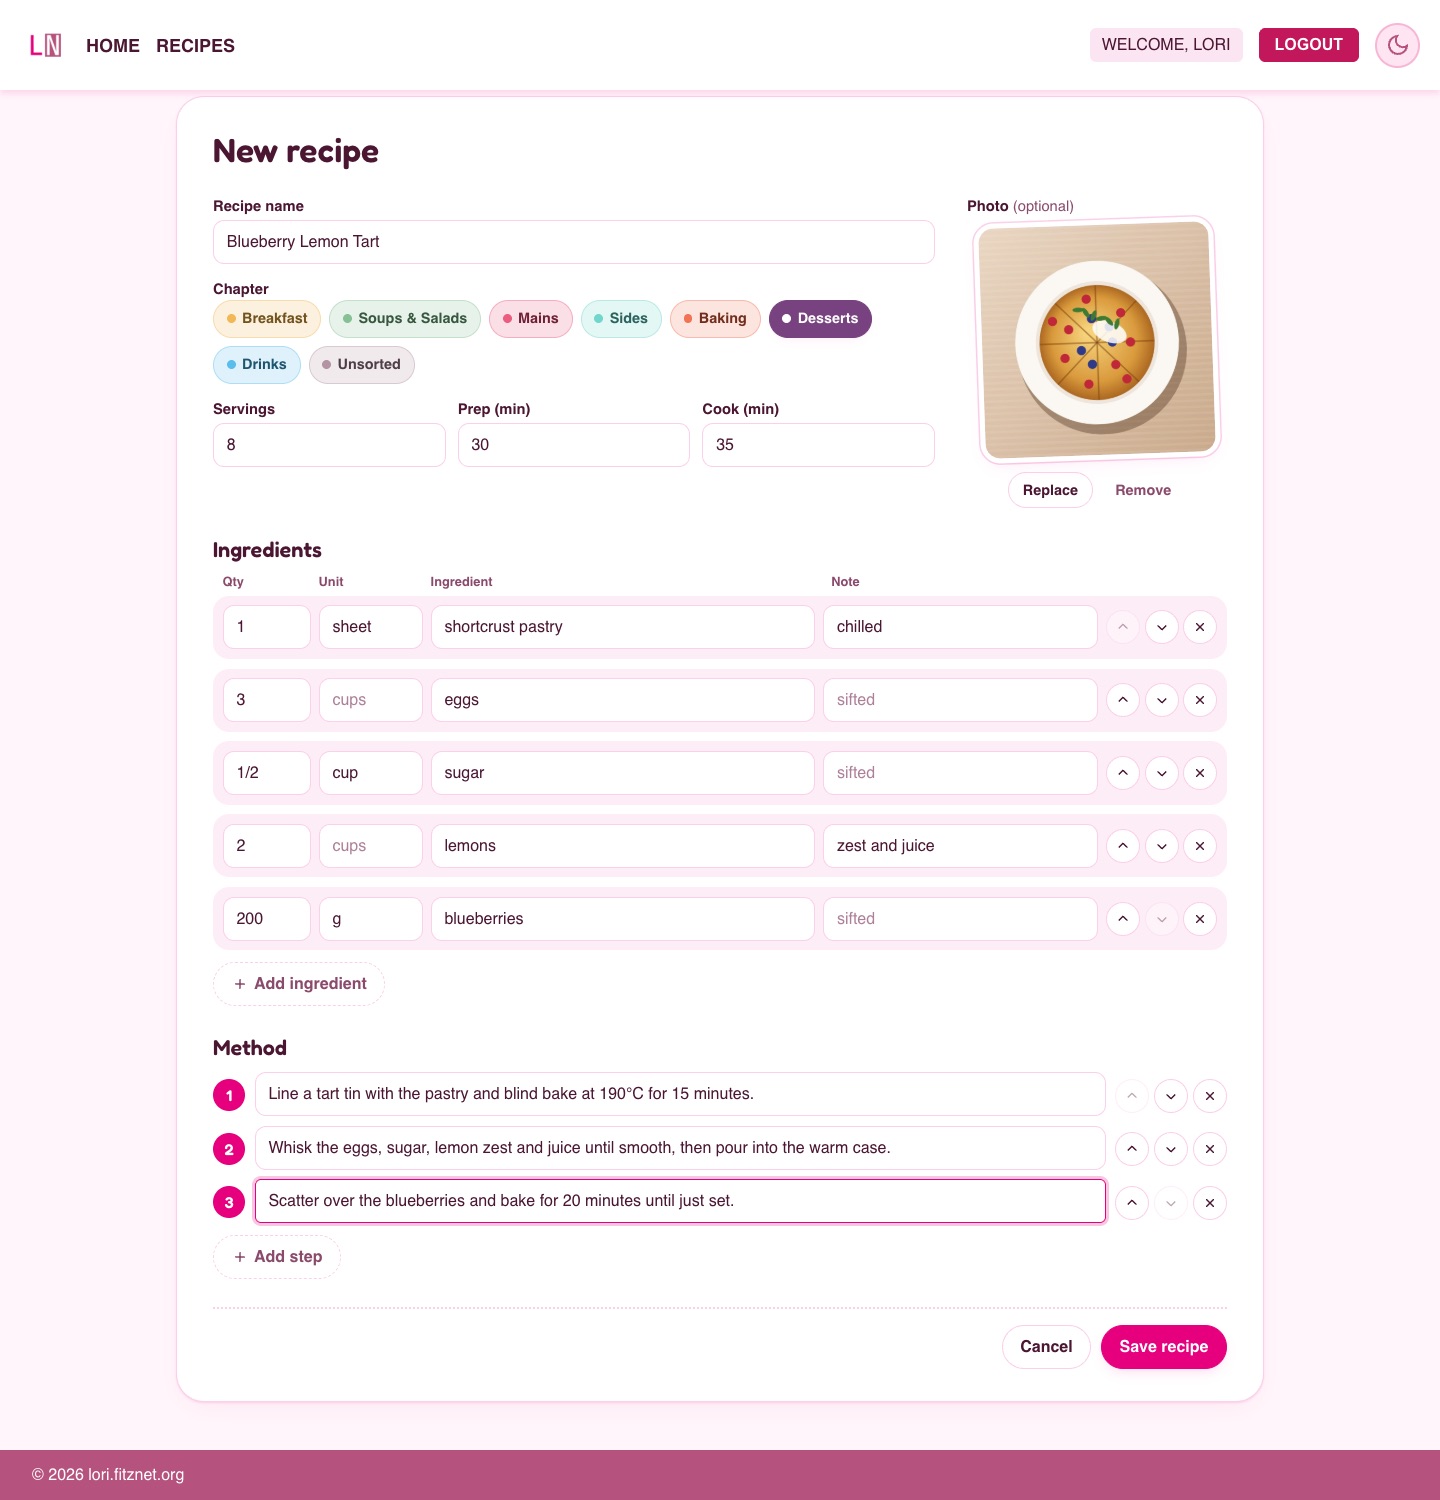 LN HOME RECIPES WELCOME, LORI LOGOUT
New recipe
Recipe name
Blueberry Lemon Tart
Chapter
Breakfast Soups & Salads Mains Sides Baking Desserts
Drinks Unsorted
Servings Prep (min) Cook (min)
8 30 35
Photo (optional)
Replace Remove
Ingredients
Qty Unit Ingredient Note
1 sheet shortcrust pastry chilled
3 cups eggs sifted
1/2 cup sugar sifted
2 cups lemons zest and juice
200 g blueberries sifted
+ Add ingredient
Method
1 Line a tart tin with the pastry and blind bake at 190°C for 15 minutes.
2 Whisk the eggs, sugar, lemon zest and juice until smooth, then pour into the warm case.
3 Scatter over the blueberries and bake for 20 minutes until just set.
+ Add step
Cancel Save recipe
© 2026 lori.fitznet.org